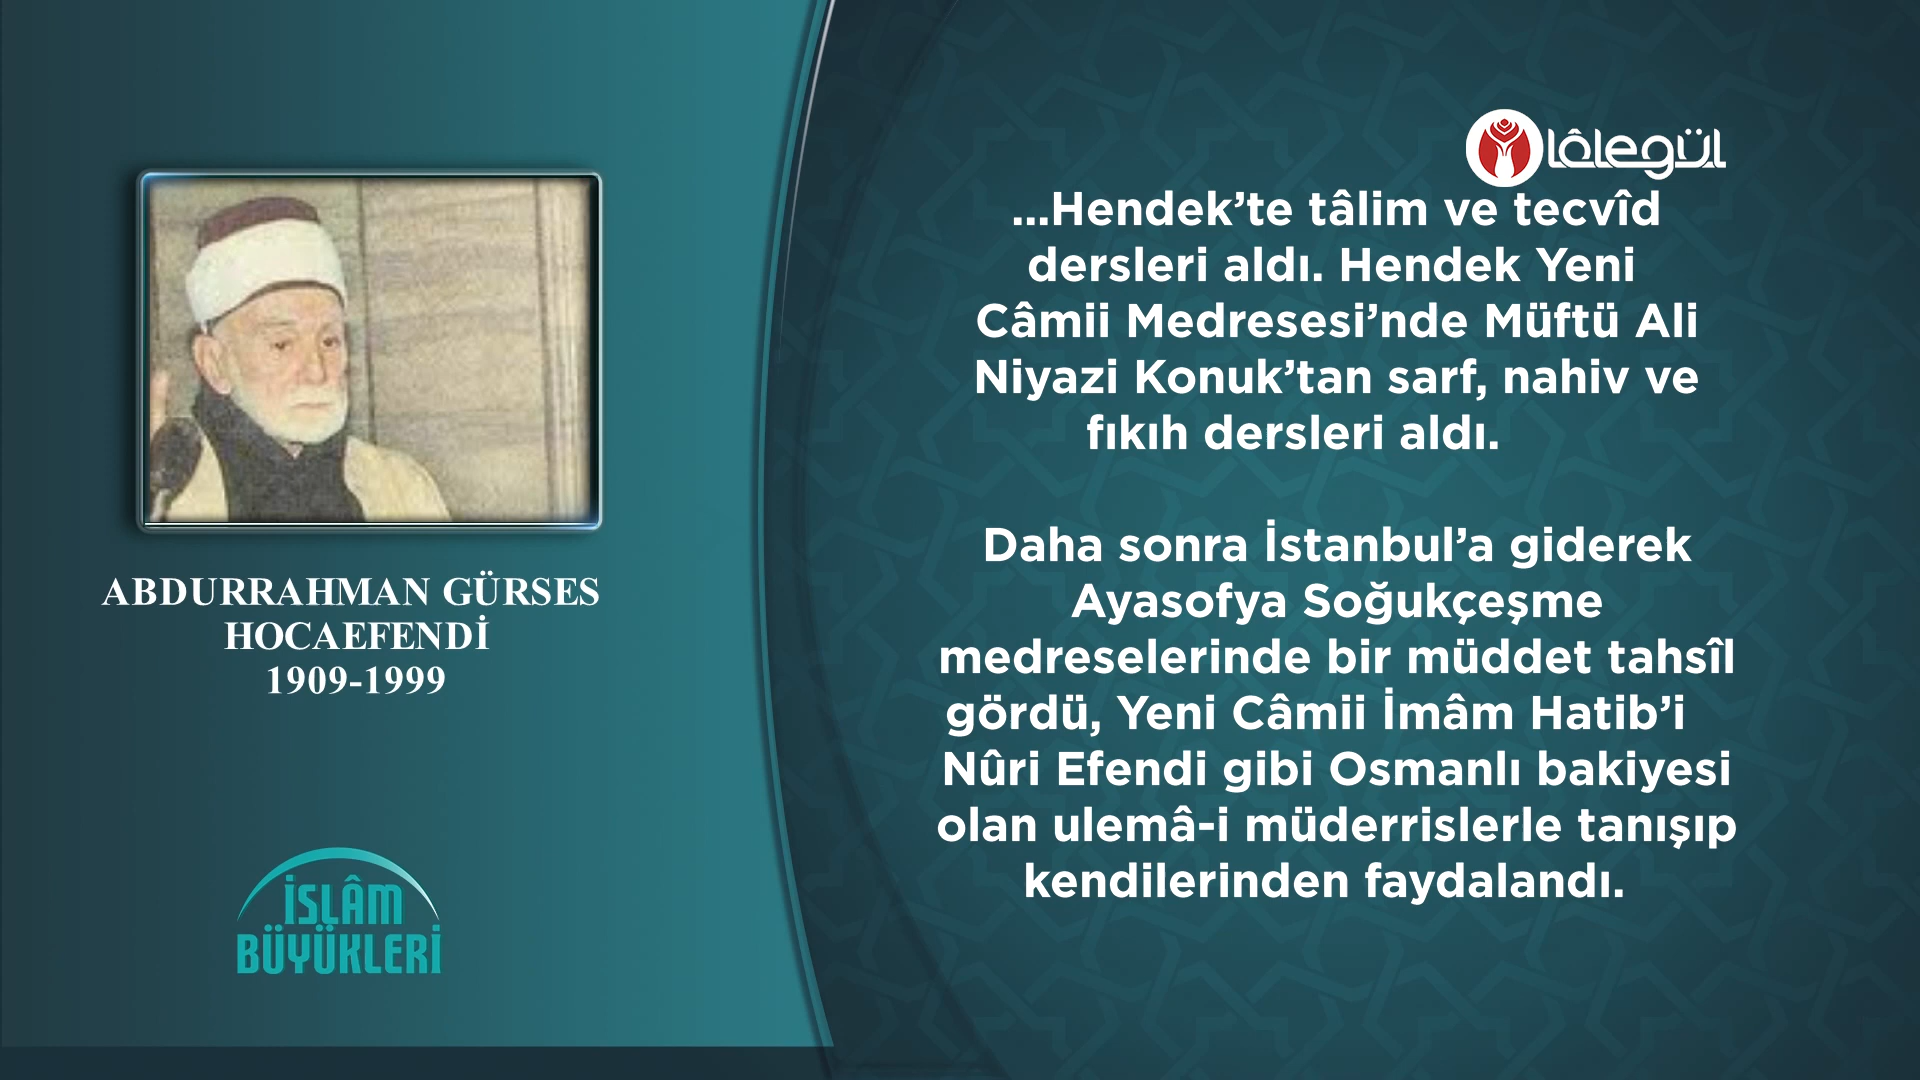 ABDURRAHMAN GÜRSES
HOCAEFENDİ
1909-1999
İSLÂM
BÜYÜKLERİ
lâlegül
...Hendek’te tâlim ve tecvîd
dersleri aldı. Hendek Yeni
Câmii Medresesi’nde Müftü Ali
Niyazi Konuk’tan sarf, nahiv ve
fıkıh dersleri aldı.
Daha sonra İstanbul’a giderek
Ayasofya Soğukçeşme
medreselerinde bir müddet tahsîl
gördü, Yeni Câmii İmâm Hatib’i
Nûri Efendi gibi Osmanlı bakiyesi
olan ulemâ-i müderrislerle tanışıp
kendilerinden faydalandı.